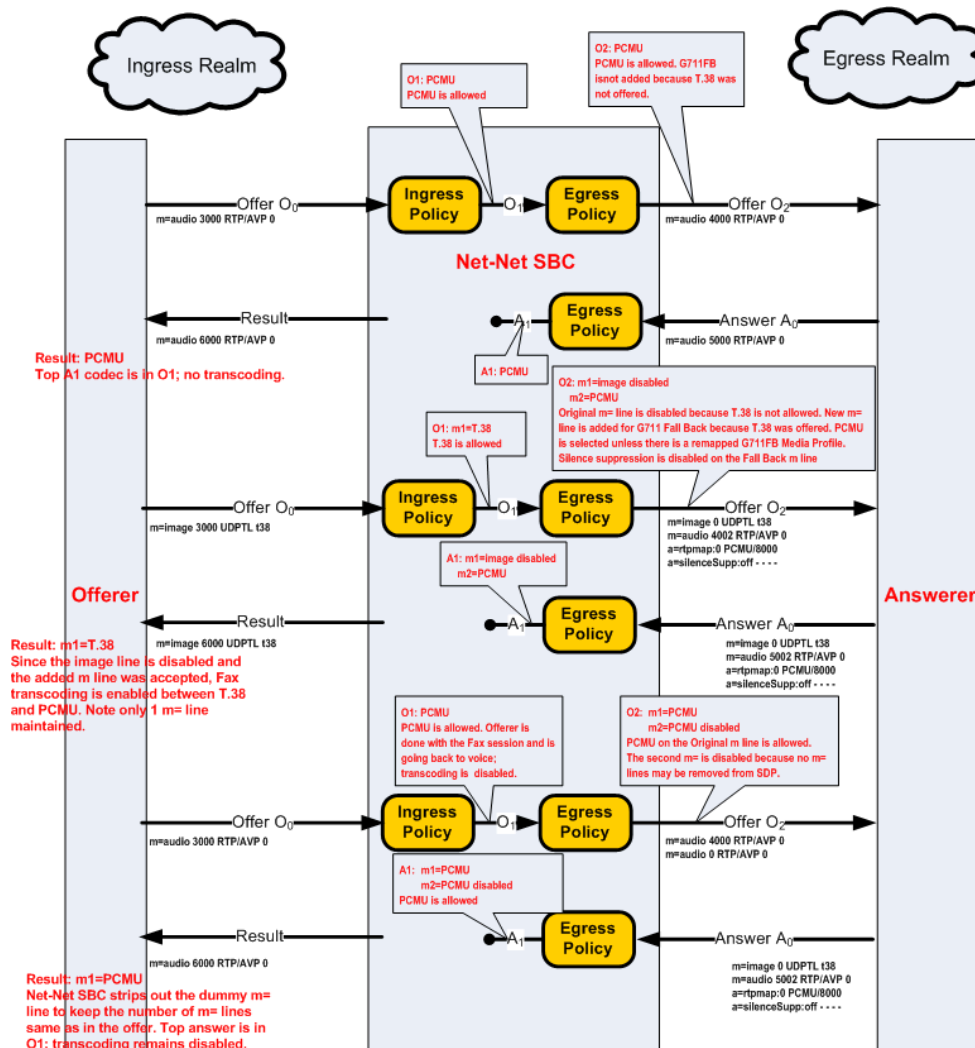 Ingress Realm
Egress Realm
O1: PCMU
PCMU is allowed
O2: PCMU
PCMU is allowed. G711FB
isnot added because T.38 was
not offered.
Offer O0
m=audio 3000 RTP/AVP 0
Ingress
Policy
O1
Egress
Policy
Offer O2
m=audio 4000 RTP/AVP 0
Net-Net SBC
Result
m=audio 6000 RTP/AVP 0
A1
Egress
Policy
Answer A0
m=audio 5000 RTP/AVP 0
Result: PCMU
Top A1 codec is in O1; no transcoding.
A1: PCMU
O2: m1=image disabled
m2=PCMU
Original m= line is disabled because T.38 is not allowed. New m=
line is added for G711 Fall Back because T.38 was offered. PCMU
is selected unless there is a remapped G711FB Media Profile.
Silence suppression is disabled on the Fall Back m line
O1: m1=T.38
T.38 is allowed
Offer O0
m=image 3000 UDPTL t38
Ingress
Policy
O1
Egress
Policy
Offer O2
m=image 0 UDPTL t38
m=audio 4002 RTP/AVP 0
a=rtpmap:0 PCMU/8000
a=silenceSupp:off - - - -
A1: m1=image disabled
m2=PCMU
Offerer
Answerer
Result
m=image 6000 UDPTL t38
A1
Egress
Policy
Answer A0
m=image 0 UDPTL t38
m=audio 5002 RTP/AVP 0
a=rtpmap:0 PCMU/8000
a=silenceSupp:off - - - -
Result: m1=T.38
Since the image line is disabled and
the added m line was accepted, Fax
transcoding is enabled between T.38
and PCMU. Note only 1 m= line
maintained.
O1: PCMU
PCMU is allowed. Offerer is
done with the Fax session and is
going back to voice;
transcoding is disabled.
O2: m1=PCMU
m2=PCMU disabled
PCMU on the Original m line is allowed.
The second m= is disabled because no m=
lines may be removed from SDP.
Offer O0
m=audio 3000 RTP/AVP 0
Ingress
Policy
O1
Egress
Policy
Offer O2
m=audio 4000 RTP/AVP 0
m=audio 0 RTP/AVP 0
A1: m1=PCMU
m2=PCMU disabled
PCMU is allowed
Result
m=audio 6000 RTP/AVP 0
A1
Egress
Policy
Answer A0
m=image 0 UDPTL t38
m=audio 5002 RTP/AVP 0
a=rtpmap:0 PCMU/8000
a=silenceSupp:off - - - -
Result: m1=PCMU
Net-Net SBC strips out the dummy m=
line to keep the number of m= lines
same as in the offer. Top answer is in
O1; transcoding remains disabled.